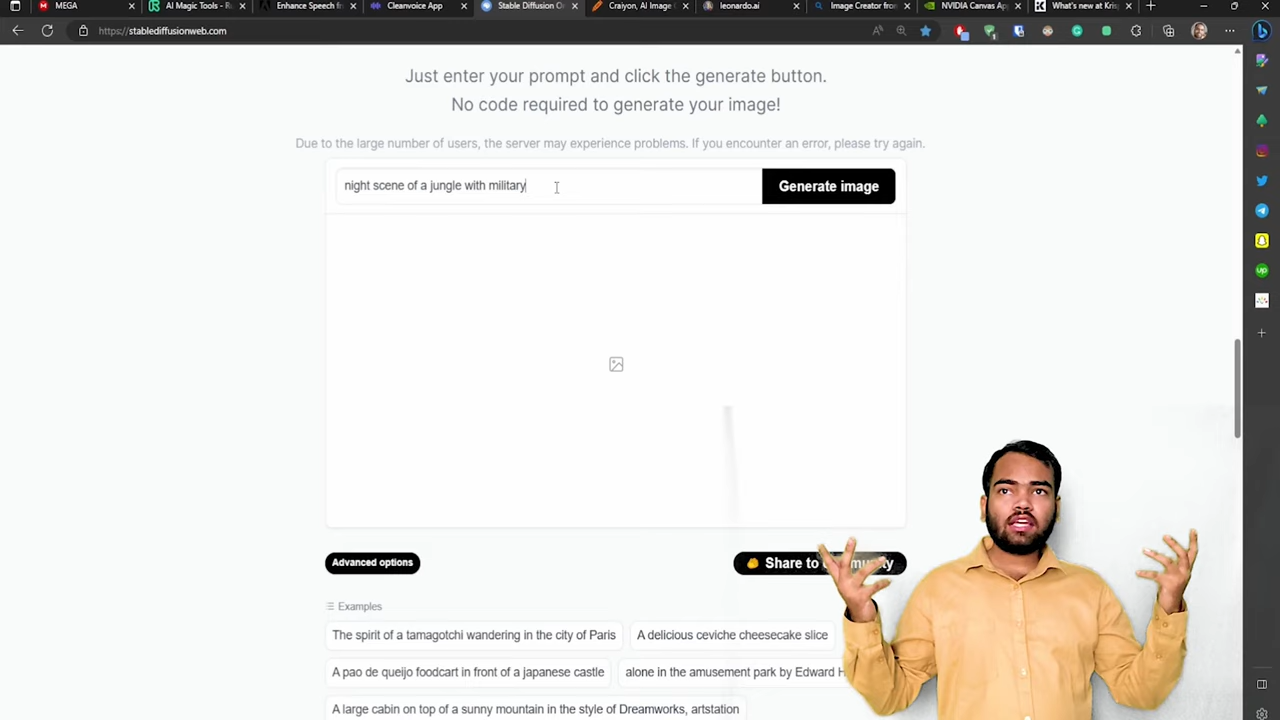 MEGA
AI Magic Tools - Ru
Enhance Speech fr
Cleanvoice App
Stable Diffusion O
Craiyon, AI Image G
leonardo.ai
Image Creator from
NVIDIA Canvas App
What's new at Kris
https://stablediffusionweb.com
Just enter your prompt and click the generate button.
No code required to generate your image!
Due to the large number of users, the server may experience problems. If you encounter an error, please try again.
night scene of a jungle with military
Generate image
Advanced options
Share to
Examples
The spirit of a tamagotchi wandering in the city of Paris
A delicious ceviche cheesecake slice
A pao de queijo foodcart in front of a japanese castle
alone in the amusement park by Edward H
A large cabin on top of a sunny mountain in the style of Dreamworks, artstation